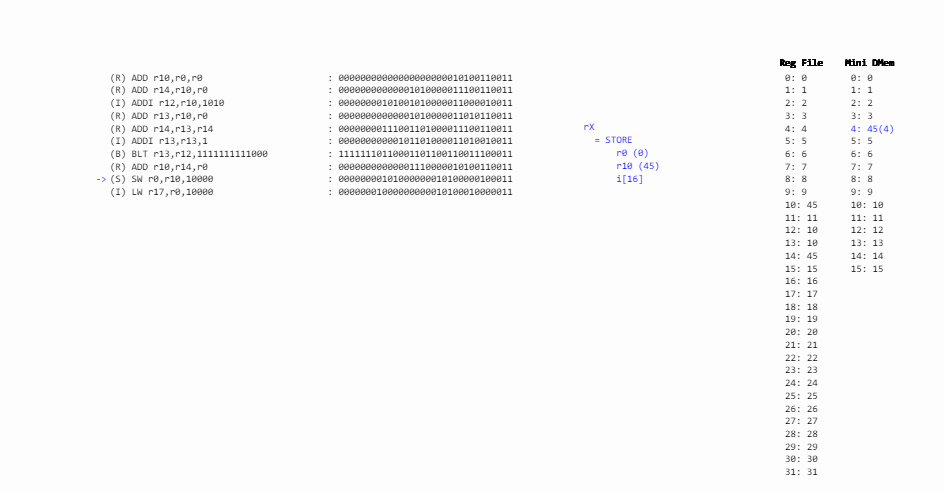 Reg File Mini DMem
(R) ADD r10,r0,r0 : 00000000000000000000010100110011 0: 0 0: 0
(R) ADD r14,r10,r0 : 00000000000001010000011100110011 1: 1 1: 1
(I) ADDI r12,r10,1010 : 00000000101001010000011000010011 2: 2 2: 2
(R) ADD r13,r10,r0 : 00000000000001010000011010110011 3: 3 3: 3
(R) ADD r14,r13,r14 : 00000000111001101000011100110011 rX 4: 4 4: 45(4)
(I) ADDI r13,r13,1 : 00000000000101101000011010010011 = STORE 5: 5 5: 5
(B) BLT r13,r12,1111111111000 : 11111110110001101100110011100011 r0 (0) 6: 6 6: 6
(R) ADD r10,r14,r0 : 00000000000001110000010100110011 r10 (45) 7: 7 7: 7
-> (S) SW r0,r10,10000 : 00000000101000000010100000100011 i[16] 8: 8 8: 8
(I) LW r17,r0,10000 : 00000001000000000010100010000011 9: 9 9: 9
10: 45 10: 10
11: 11 11: 11
12: 10 12: 12
13: 10 13: 13
14: 45 14: 14
15: 15 15: 15
16: 16
17: 17
18: 18
19: 19
20: 20
21: 21
22: 22
23: 23
24: 24
25: 25
26: 26
27: 27
28: 28
29: 29
30: 30
31: 31